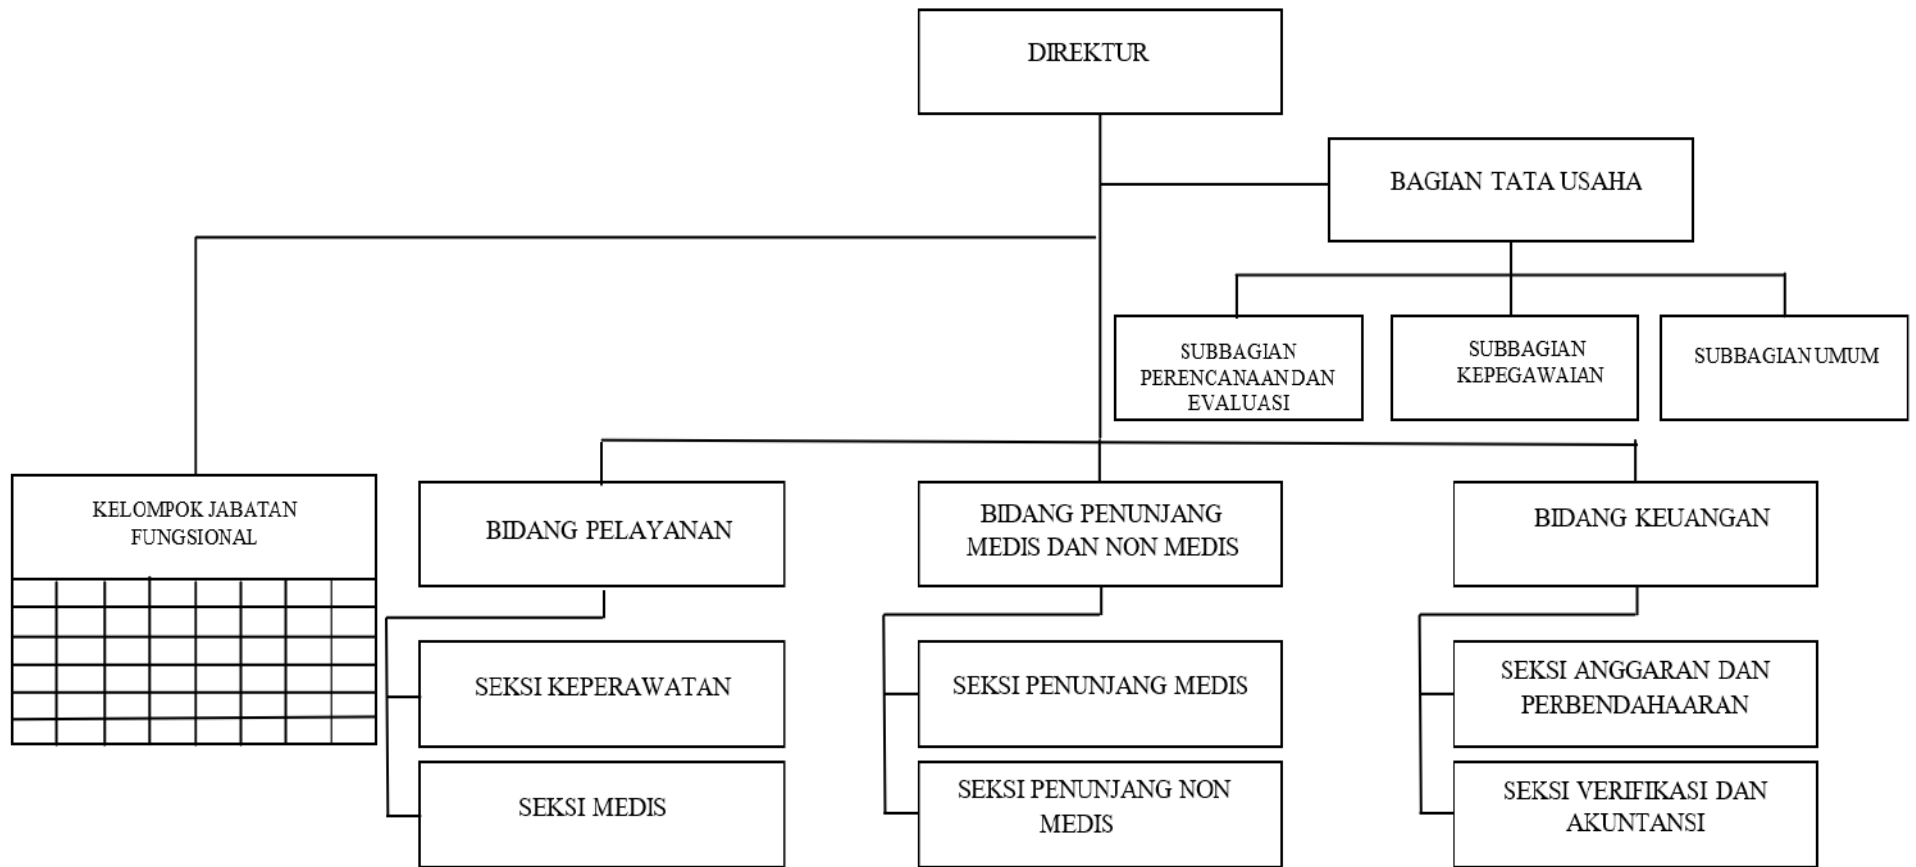 DIREKTUR
BAGIAN TATA USAHA
SUBBAGIAN
PERENCANAAN DAN
EVALUASI
SUBBAGIAN
KEPEGAWAIAN
SUBBAGIAN UMUM
KELOMPOK JABATAN
FUNGSIONAL
BIDANG PELAYANAN
BIDANG PENUNJANG
MEDIS DAN NON MEDIS
BIDANG KEUANGAN
SEKSI KEPERAWATAN
SEKSI PENUNJANG MEDIS
SEKSI ANGGARAN DAN
PERBENDAHAARAN
SEKSI MEDIS
SEKSI PENUNJANG NON
MEDIS
SEKSI VERIFIKASI DAN
AKUNTANSI